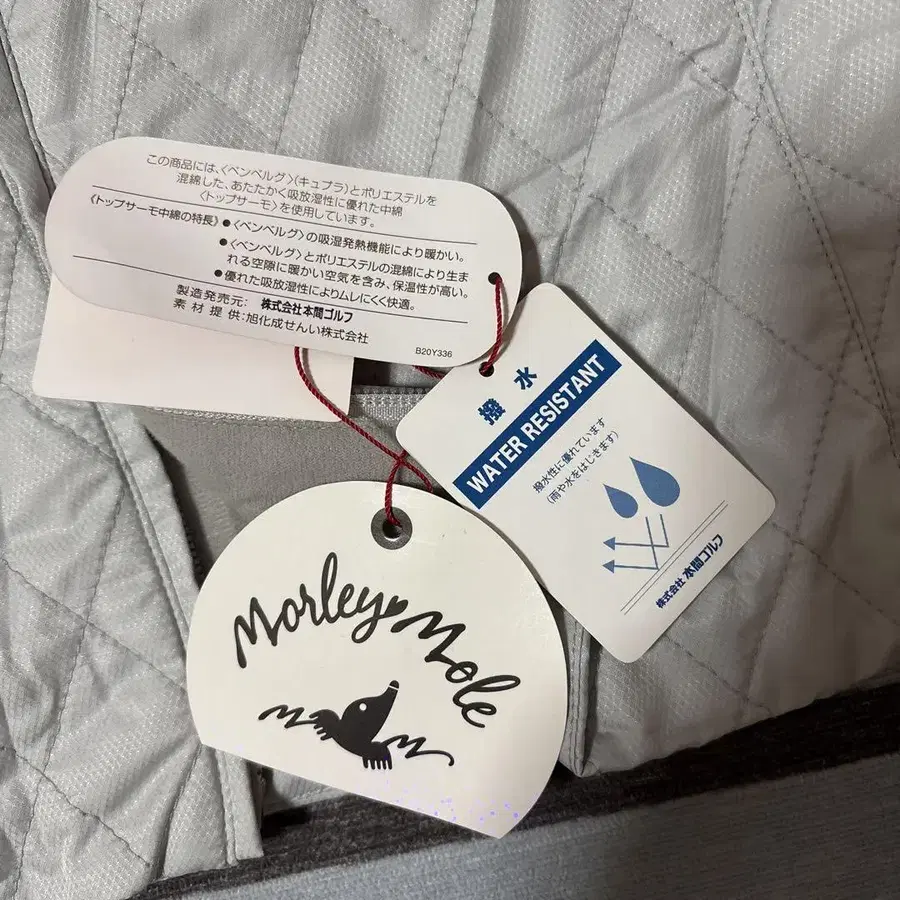 この商品には、〈ベンベルグ〉(キュプラ)とポリエステルを
混綿した、あたたかく吸放湿性に優れた中綿
〈トップサーモ〉を使用しています。
《トップサーモ中綿の特長》●〈ベンベルグ〉の吸湿発熱機能により暖かい。
●〈ベンベルグ〉とポリエステルの混綿により生ま
れる空隙に暖かい空気を含み、保温性が高い。
●優れた吸放湿性によりムレにくく快適。
製造発売元: 株式会社本間ゴルフ
素材提供:旭化成せんい株式会社
B20Y336
撥水
WATER RESISTANT
撥水性に優れています
(雨や水をはじきます)
株式会社 本間ゴルフ
Morley Mole